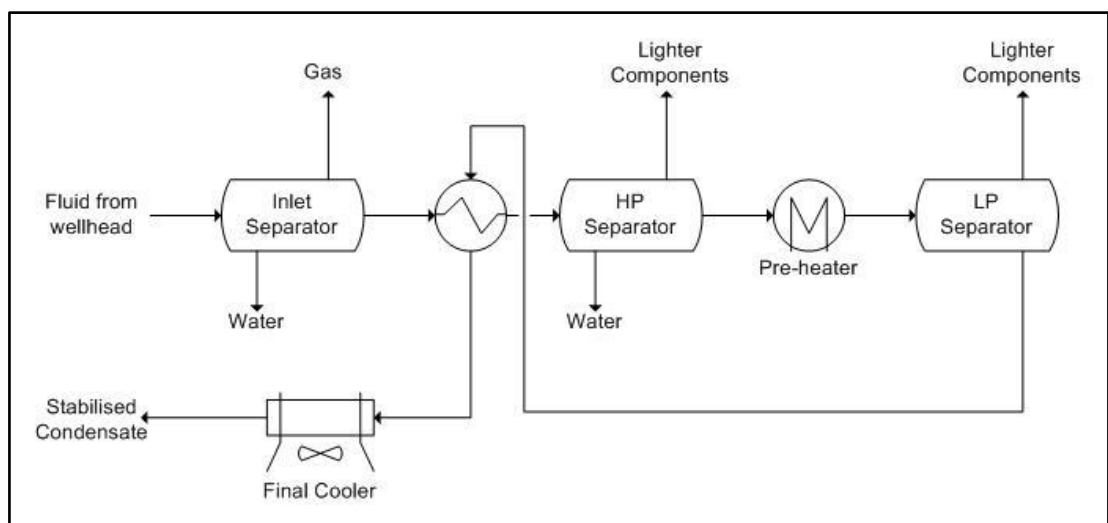 Lighter
Components
Lighter
Components
Gas
Fluid from
wellhead
Inlet
Separator
HP
Separator
LP
Separator
Pre-heater
Water
Water
Stabilised
Condensate
Final Cooler